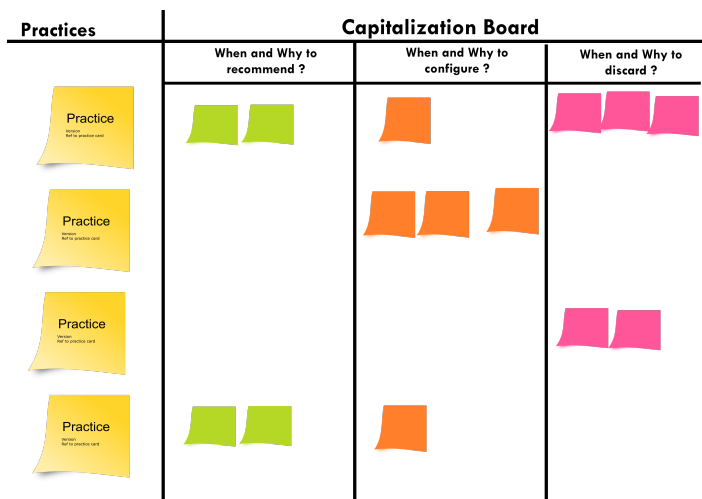 Practices
Capitalization Board
When and Why to
recommend ?
When and Why to
configure ?
When and Why to
discard ?
Practice
Version
Ref to practice card
Practice
Version
Ref to practice card
Practice
Version
Ref to practice card
Practice
Version
Ref to practice card